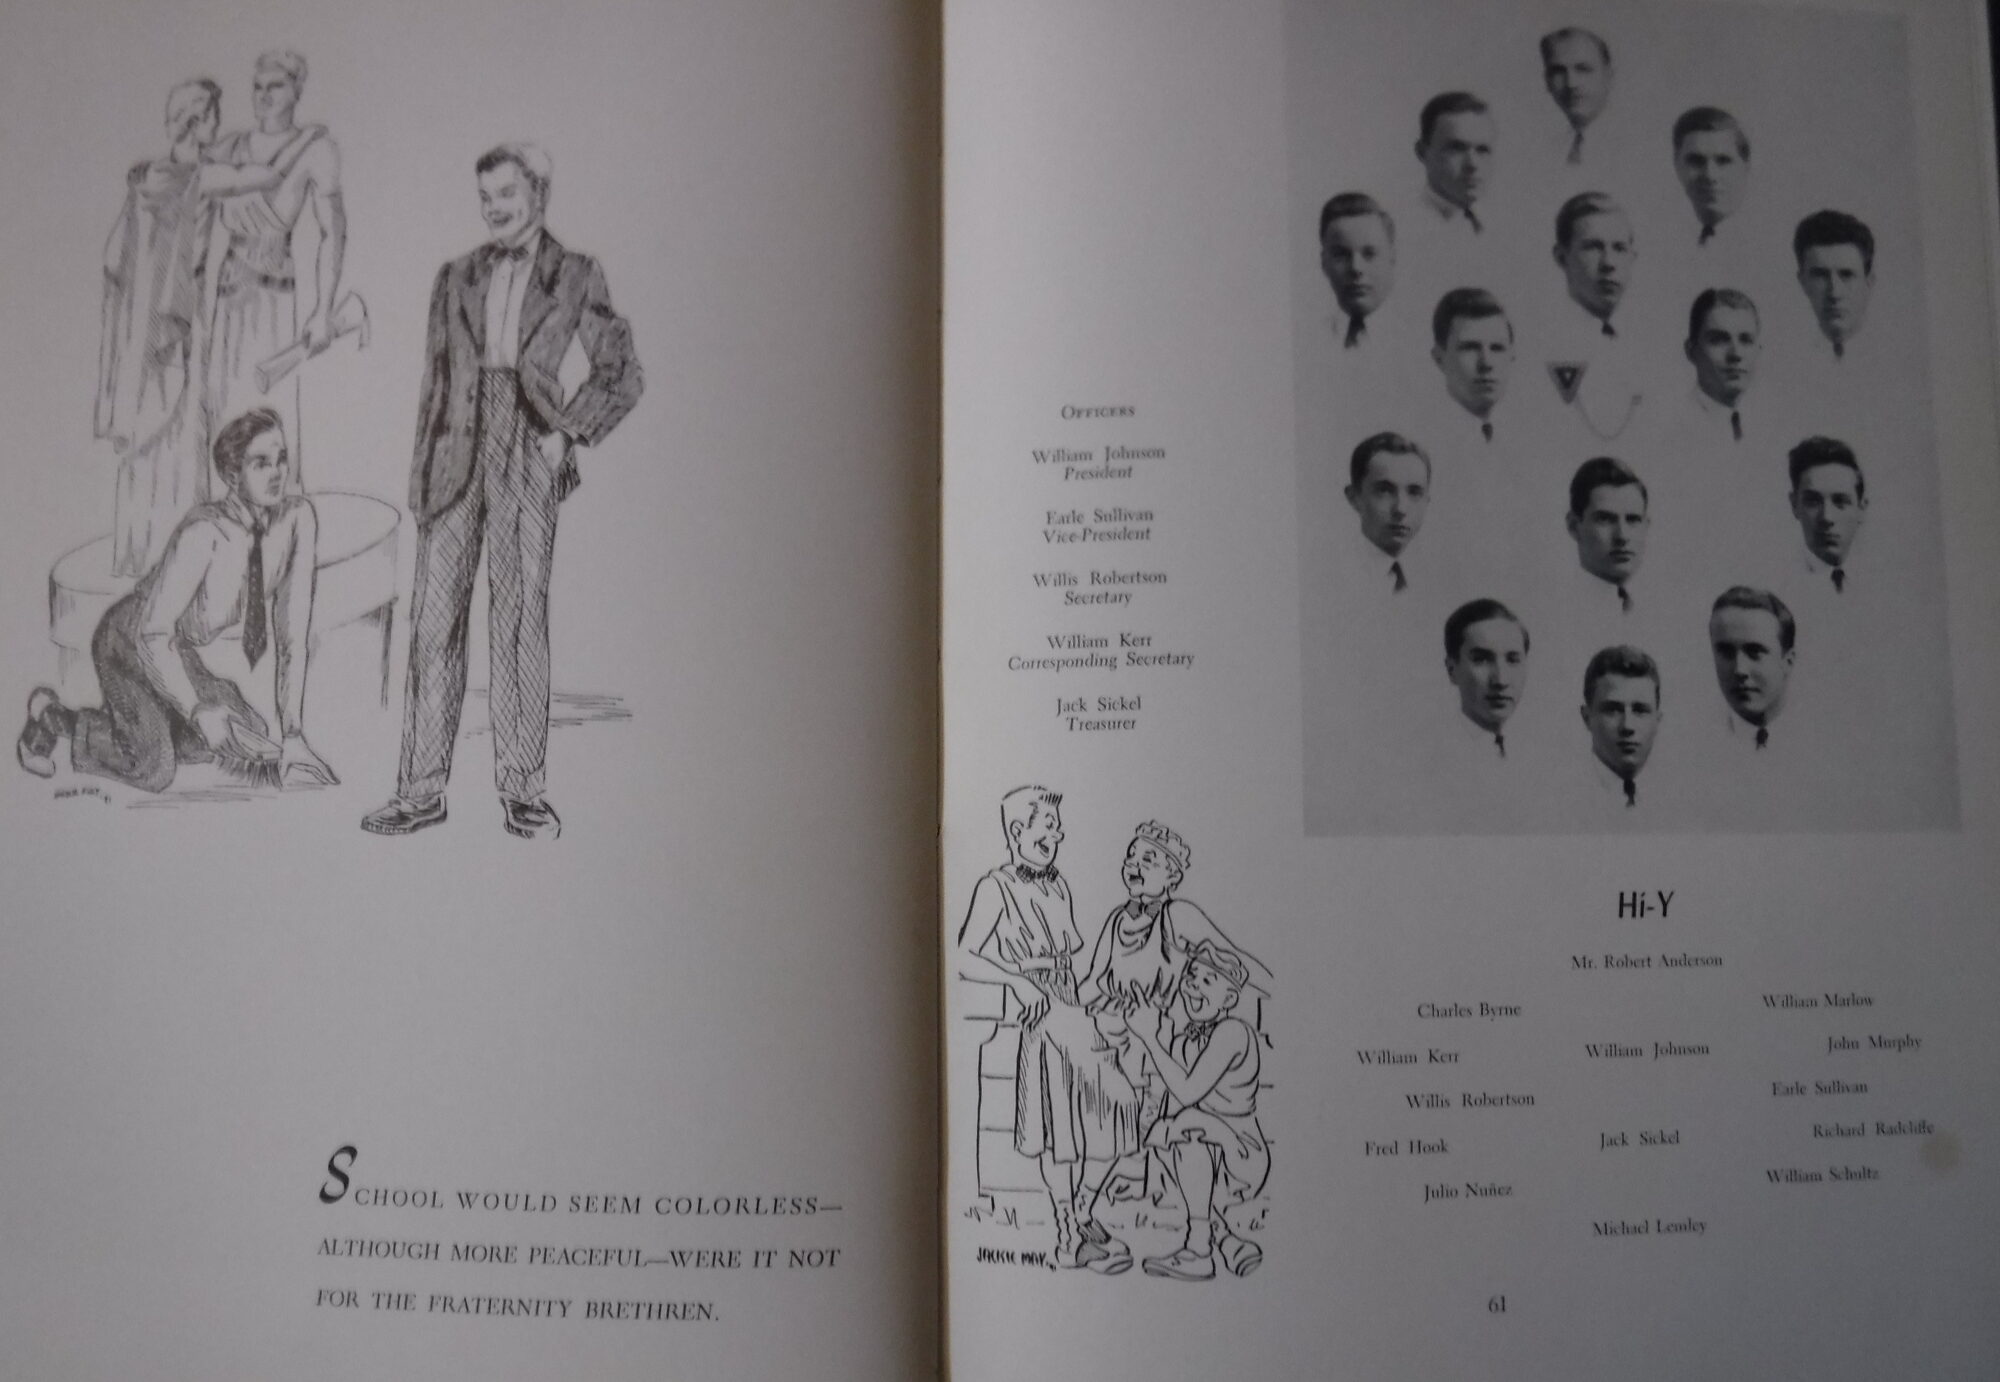 SCHOOL WOULD SEEM COLORLESS—
ALTHOUGH MORE PEACEFUL—WERE IT NOT
FOR THE FRATERNITY BRETHREN.
OFFICERS
William Johnson
President
Earle Sullivan
Vice-President
Willis Robertson
Secretary
William Kerr
Corresponding Secretary
Jack Sickel
Treasurer
JACKIE MAY '41
Hi-Y
Mr. Robert Anderson
Charles Byrne William Marlow
William Kerr William Johnson John Murphy
Willis Robertson Earle Sullivan
Fred Hook Jack Sickel Richard Radcliffe
Julio Nuñez William Schultz
Michael Lemley
61